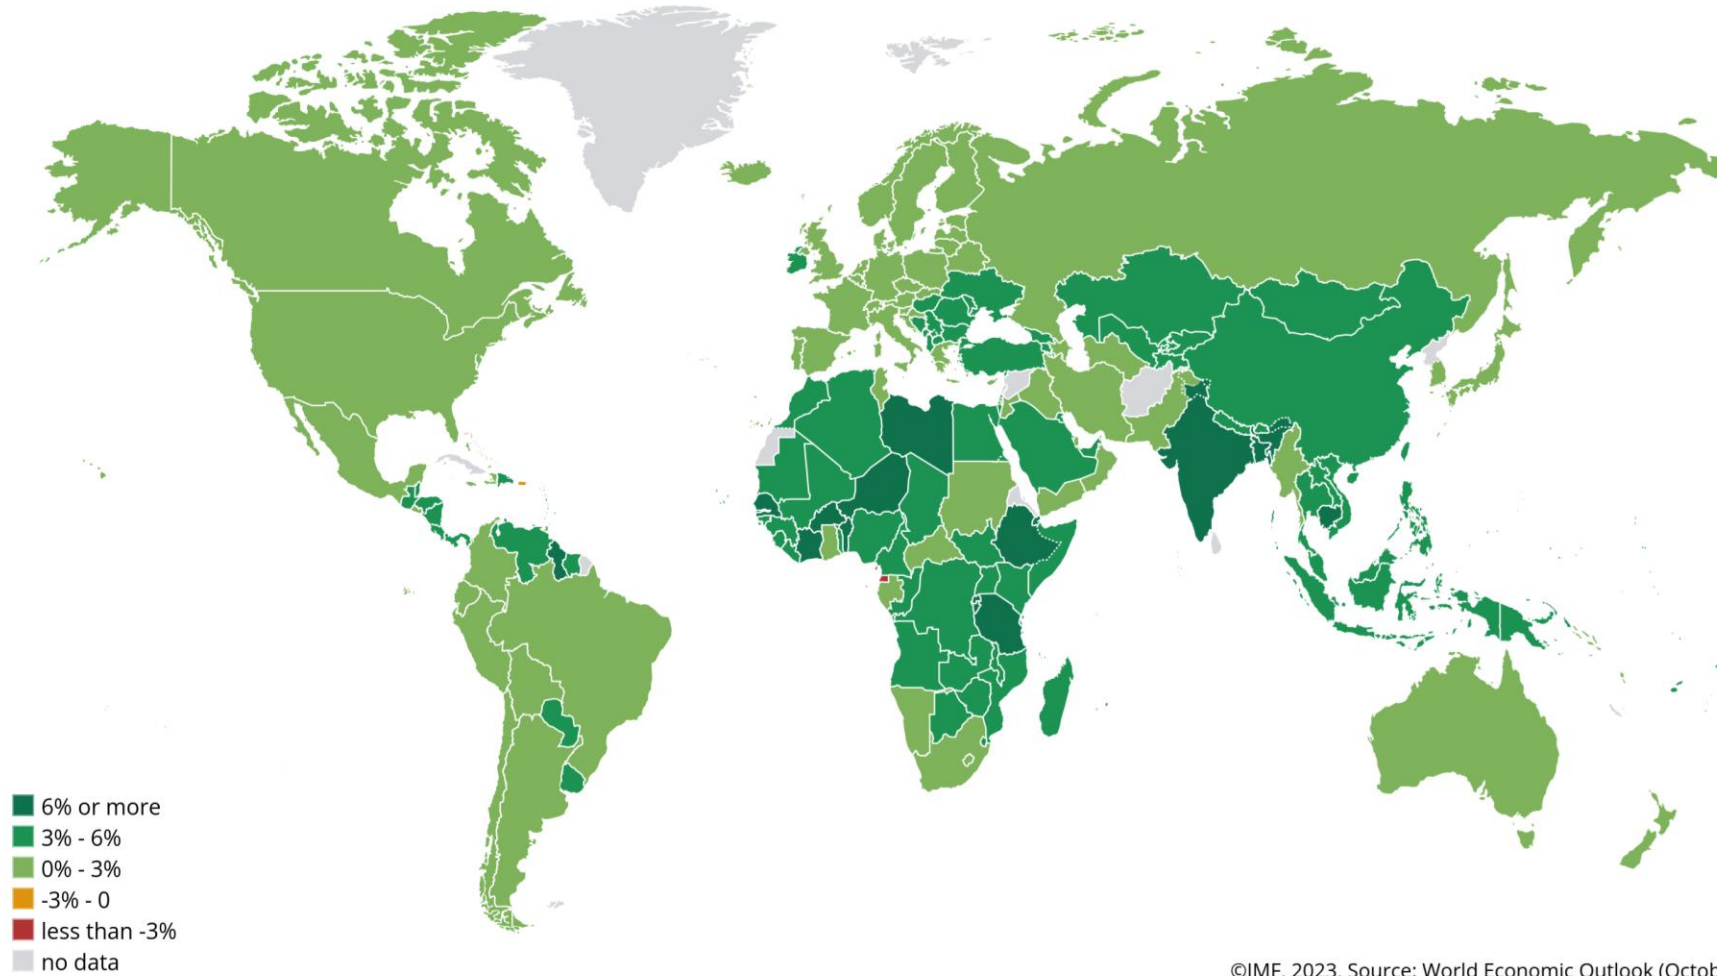 6% or more
3% - 6%
0% - 3%
-3% - 0
less than -3%
no data
©IMF, 2023, Source: World Economic Outlook (Octob